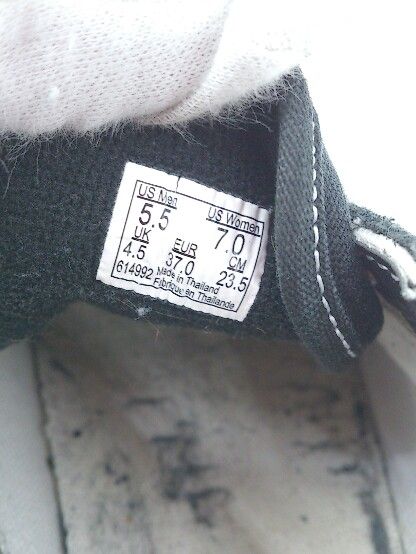 US Men US Women
5.5 7.0
UK EUR CM
4.5 37.0 23.5
614992 Made in Thailand
Fabriqué en Thaïlande